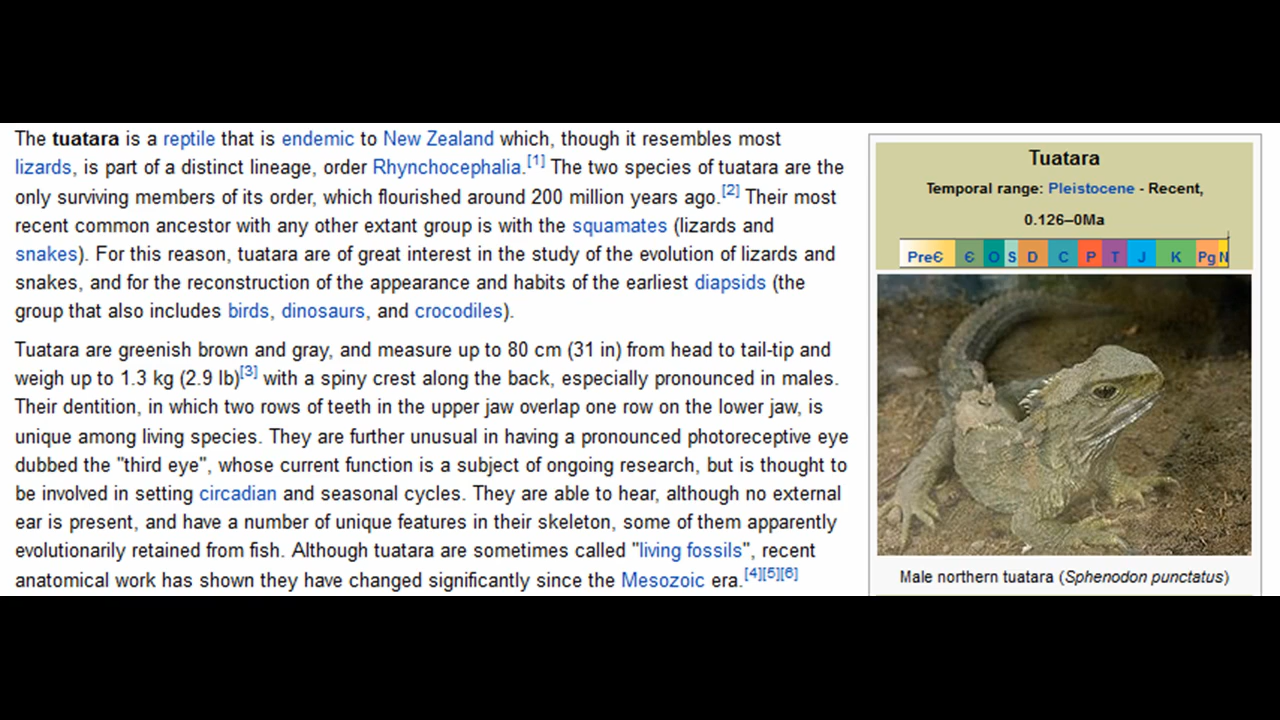 The tuatara is a reptile that is endemic to New Zealand which, though it resembles most
lizards, is part of a distinct lineage, order Rhynchocephalia.[1] The two species of tuatara are the
only surviving members of its order, which flourished around 200 million years ago.[2] Their most
recent common ancestor with any other extant group is with the squamates (lizards and
snakes). For this reason, tuatara are of great interest in the study of the evolution of lizards and
snakes, and for the reconstruction of the appearance and habits of the earliest diapsids (the
group that also includes birds, dinosaurs, and crocodiles).
Tuatara are greenish brown and gray, and measure up to 80 cm (31 in) from head to tail-tip and
weigh up to 1.3 kg (2.9 lb)[3] with a spiny crest along the back, especially pronounced in males.
Their dentition, in which two rows of teeth in the upper jaw overlap one row on the lower jaw, is
unique among living species. They are further unusual in having a pronounced photoreceptive eye
dubbed the "third eye", whose current function is a subject of ongoing research, but is thought to
be involved in setting circadian and seasonal cycles. They are able to hear, although no external
ear is present, and have a number of unique features in their skeleton, some of them apparently
evolutionarily retained from fish. Although tuatara are sometimes called "living fossils", recent
anatomical work has shown they have changed significantly since the Mesozoic era.[4][5][6]
Tuatara
Temporal range: Pleistocene - Recent,
0.126–0Ma
PreЄ Є O S D C P T J K Pg N
Male northern tuatara (Sphenodon punctatus)